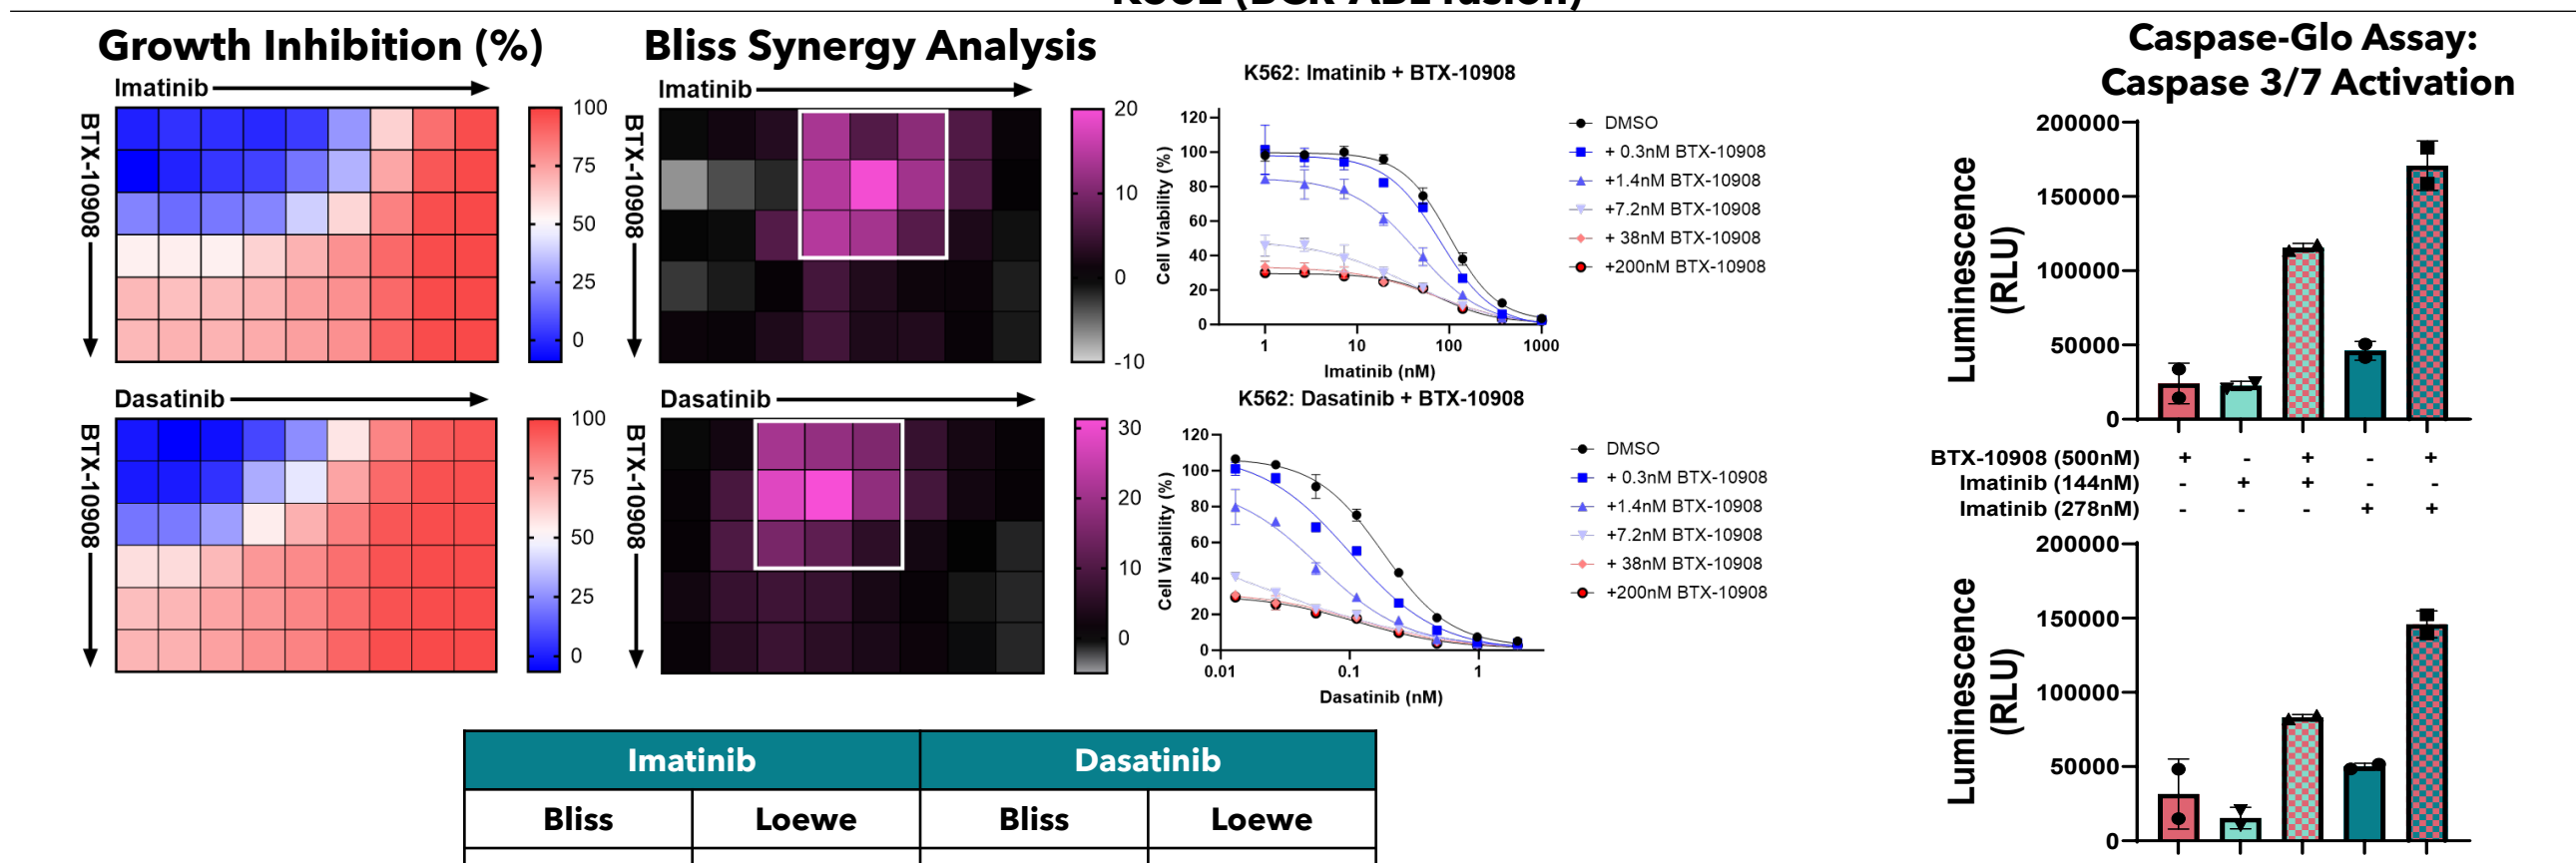 K562 (BCR-ABL fusion)
Growth Inhibition (%)
Imatinib
BTX-10908
100
75
50
25
0
Dasatinib
BTX-10908
100
75
50
25
0
Bliss Synergy Analysis
Imatinib
BTX-10908
20
10
0
-10
Dasatinib
BTX-10908
30
20
10
0
K562: Imatinib + BTX-10908
Cell Viability (%)
120
100
80
60
40
20
0
1 10 100 1000
Imatinib (nM)
DMSO
+ 0.3nM BTX-10908
+1.4nM BTX-10908
+7.2nM BTX-10908
+ 38nM BTX-10908
+200nM BTX-10908
K562: Dasatinib + BTX-10908
Cell Viability (%)
120
100
80
60
40
20
0
0.01 0.1 1
Dasatinib (nM)
DMSO
+ 0.3nM BTX-10908
+1.4nM BTX-10908
+7.2nM BTX-10908
+ 38nM BTX-10908
+200nM BTX-10908
Imatinib Dasatinib
Bliss Loewe Bliss Loewe
Caspase-Glo Assay:
Caspase 3/7 Activation
Luminescence
(RLU)
200000
150000
100000
50000
0
BTX-10908 (500nM) + - + - +
Imatinib (144nM) - + + - -
Imatinib (278nM) - - - + +
Luminescence
(RLU)
200000
150000
100000
50000
0